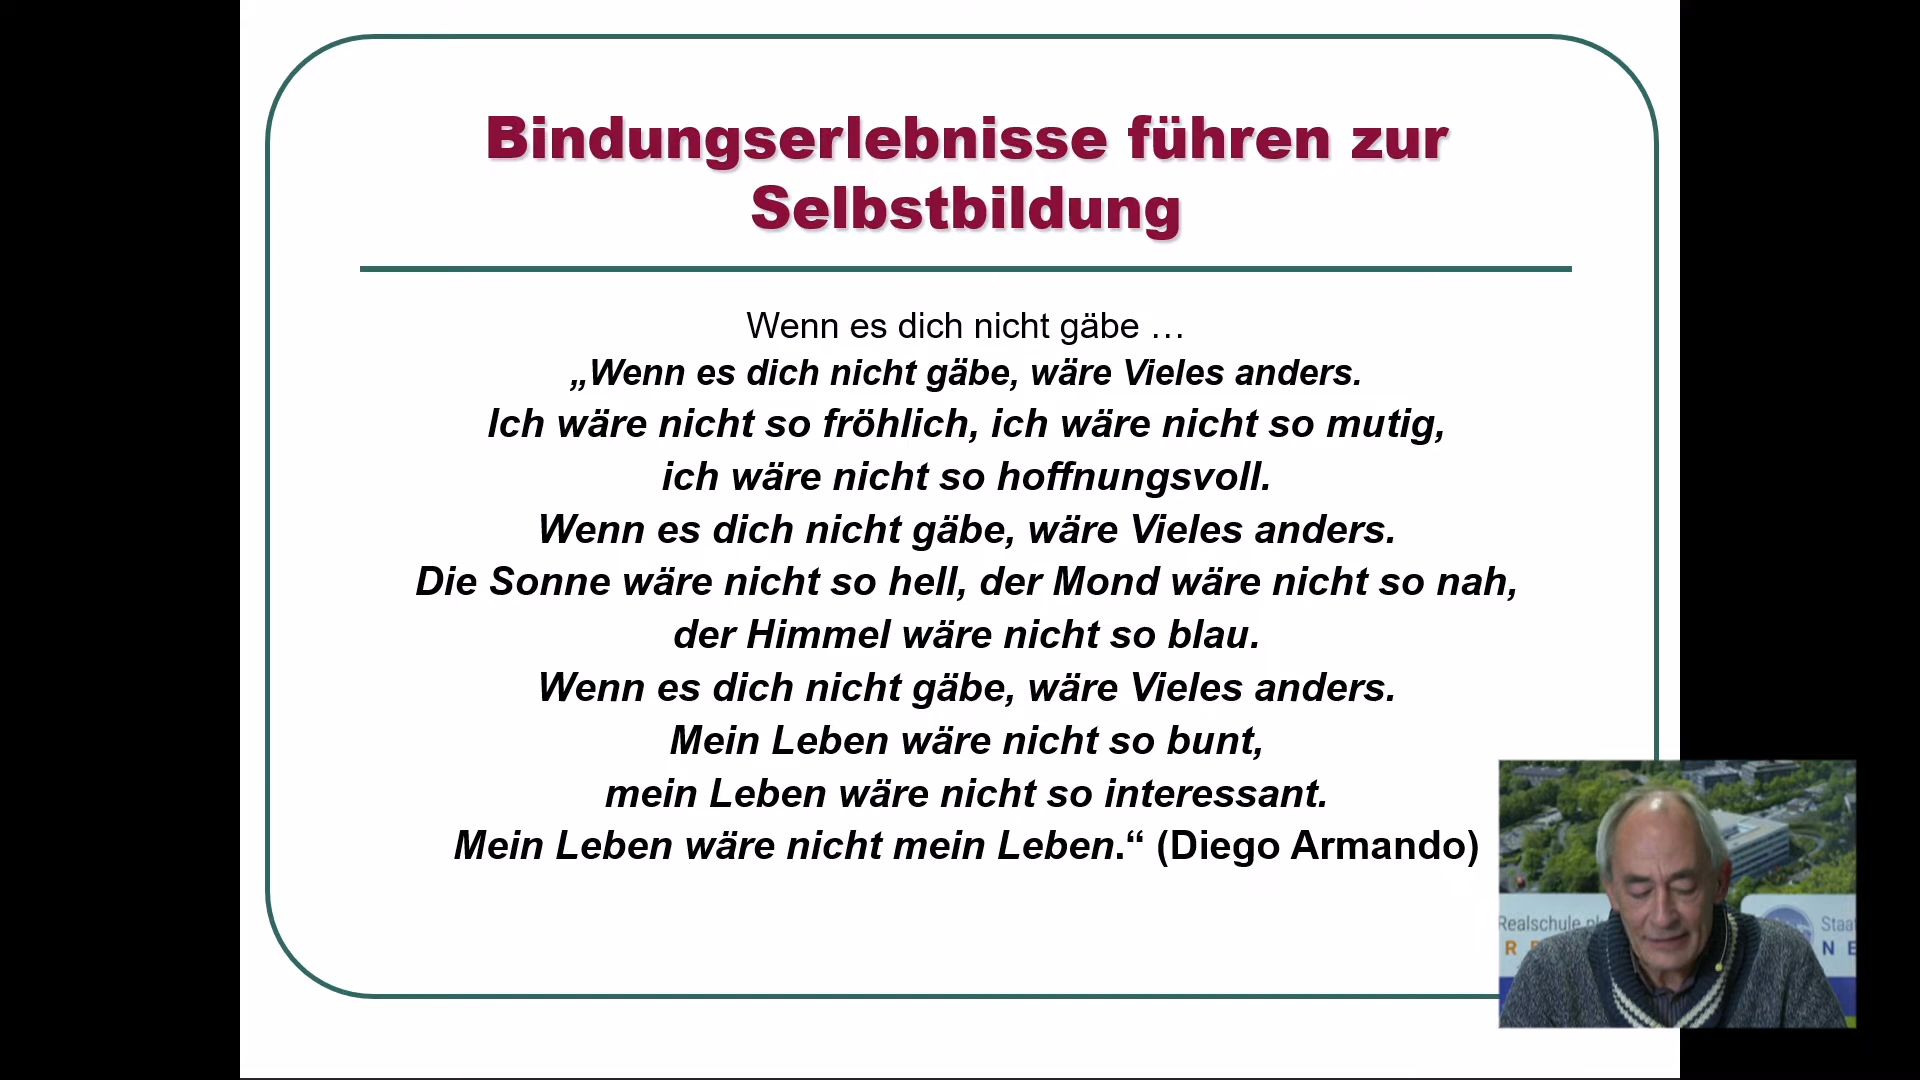 Bindungserlebnisse führen zur
Selbstbildung
Wenn es dich nicht gäbe …
„Wenn es dich nicht gäbe, wäre Vieles anders.
Ich wäre nicht so fröhlich, ich wäre nicht so mutig,
ich wäre nicht so hoffnungsvoll.
Wenn es dich nicht gäbe, wäre Vieles anders.
Die Sonne wäre nicht so hell, der Mond wäre nicht so nah,
der Himmel wäre nicht so blau.
Wenn es dich nicht gäbe, wäre Vieles anders.
Mein Leben wäre nicht so bunt,
mein Leben wäre nicht so interessant.
Mein Leben wäre nicht mein Leben.“ (Diego Armando)
Realschule